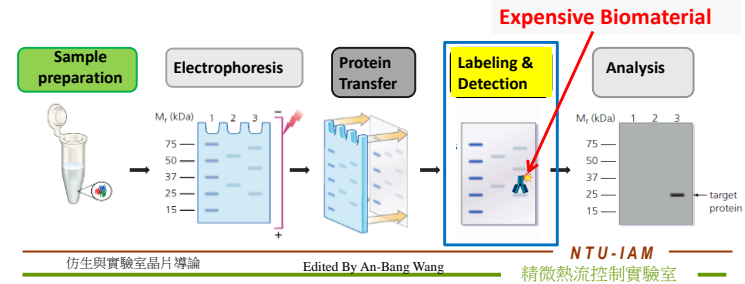 Expensive Biomaterial
Sample
preparation
Electrophoresis
Protein
Transfer
Labeling &
Detection
Analysis
Mr (kDa) 1 2 3
75
50
37
25
15
−
+
Mr (kDa) 1 2 3
75
50
37
25
15
target
protein
仿生與實驗室晶片導論
Edited By An-Bang Wang
NTU-IAM
精微熱流控制實驗室